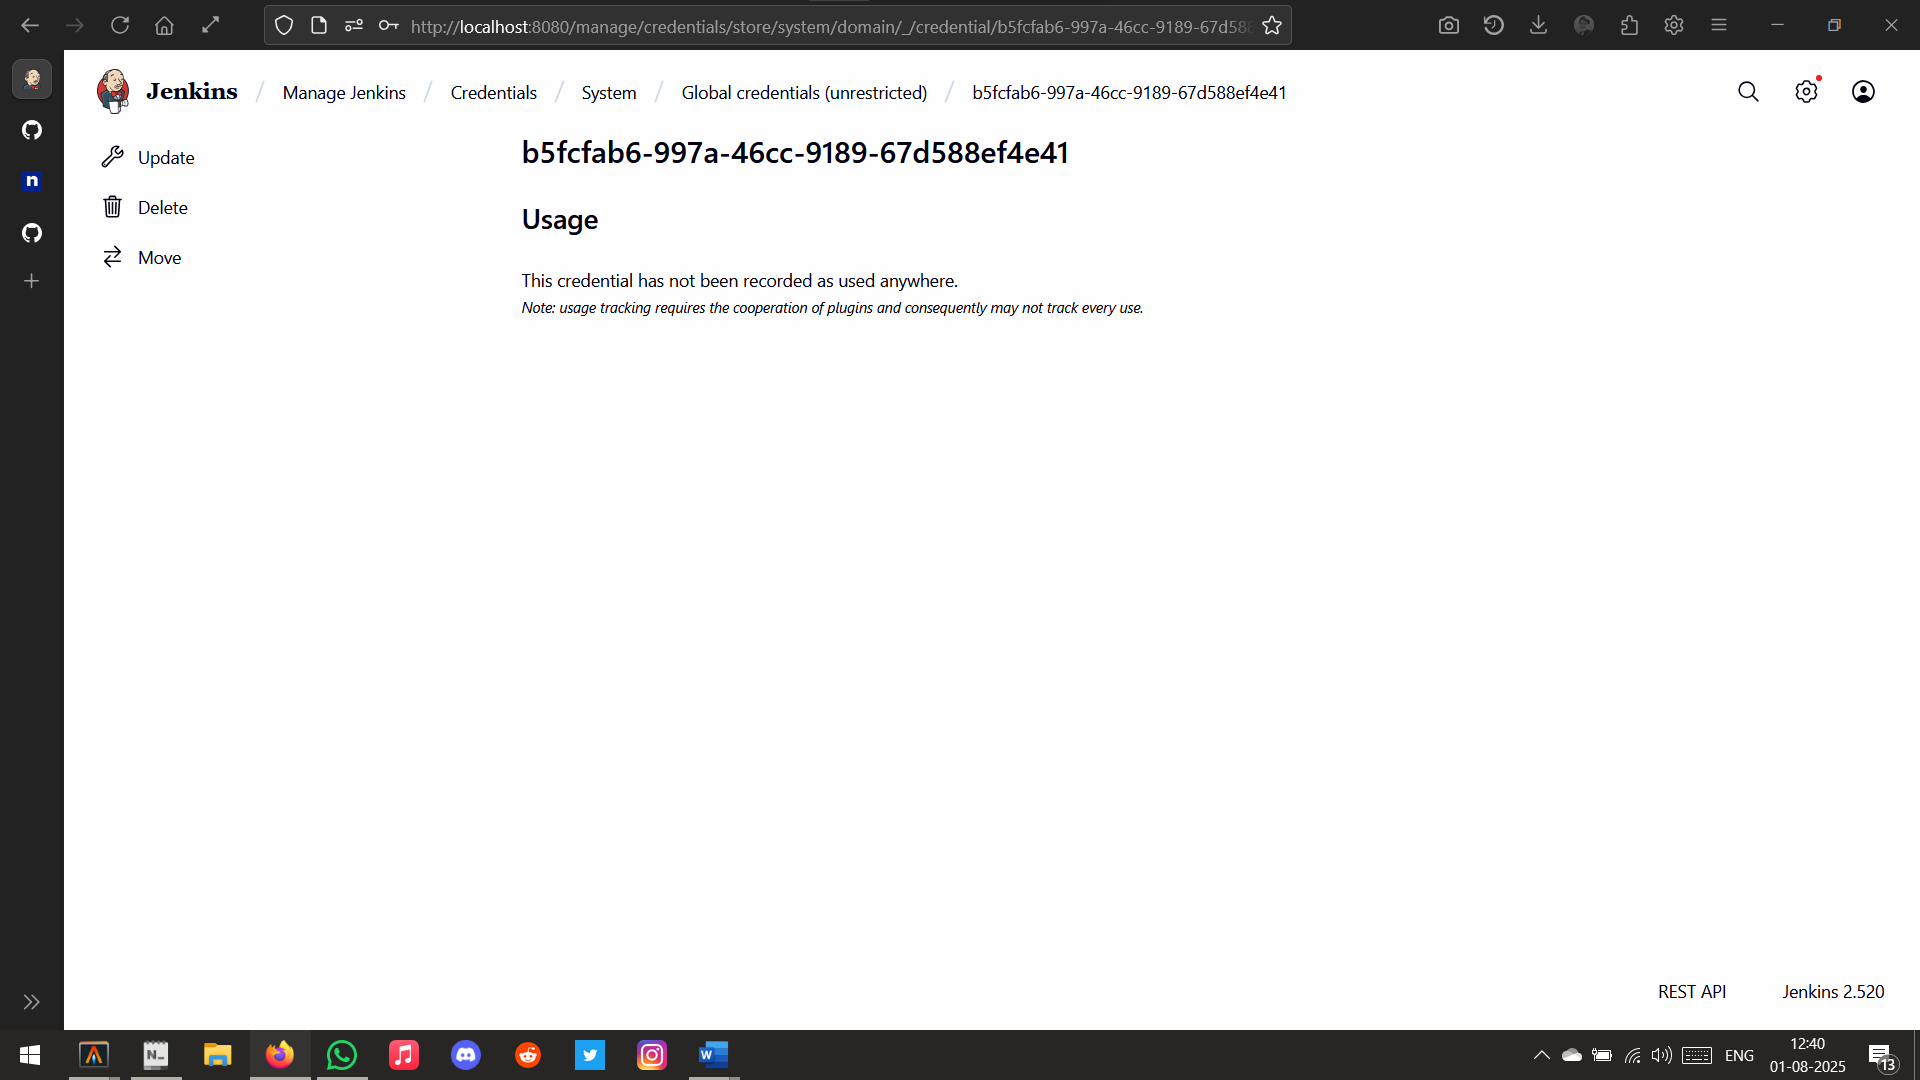 http://localhost:8080/manage/credentials/store/system/domain/_/credential/b5fcfab6-997a-46cc-9189-67d588
Jenkins / Manage Jenkins / Credentials / System / Global credentials (unrestricted) / b5fcfab6-997a-46cc-9189-67d588ef4e41
Update
Delete
Move
b5fcfab6-997a-46cc-9189-67d588ef4e41
Usage
This credential has not been recorded as used anywhere.
Note: usage tracking requires the cooperation of plugins and consequently may not track every use.
REST API
Jenkins 2.520
ENG
12:40
01-08-2025
13